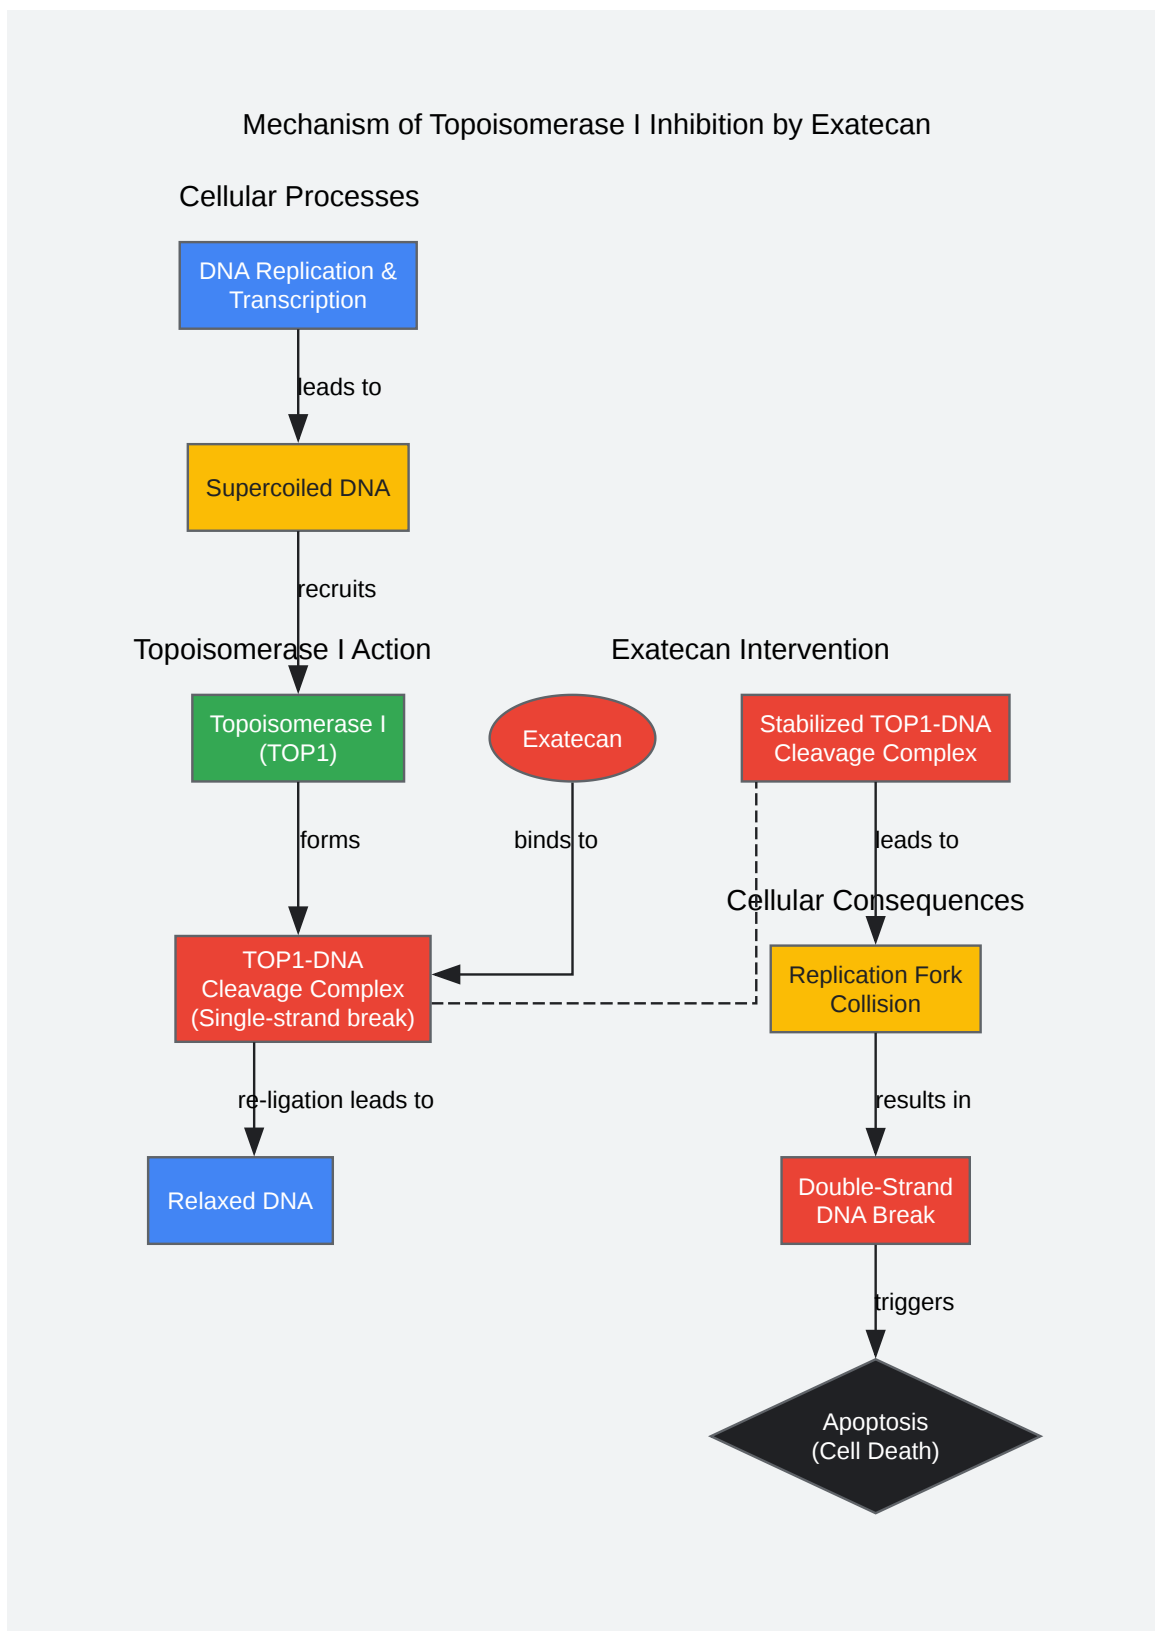 Mechanism of Topoisomerase I Inhibition by Exatecan
Cellular Processes
DNA Replication &
Transcription
leads to
Supercoiled DNA
recruits
Topoisomerase I Action
Exatecan Intervention
Topoisomerase I
(TOP1)
Exatecan
Stabilized TOP1-DNA
Cleavage Complex
forms
binds to
leads to
Cellular Consequences
TOP1-DNA
Cleavage Complex
(Single-strand break)
Replication Fork
Collision
re-ligation leads to
results in
Relaxed DNA
Double-Strand
DNA Break
triggers
Apoptosis
(Cell Death)